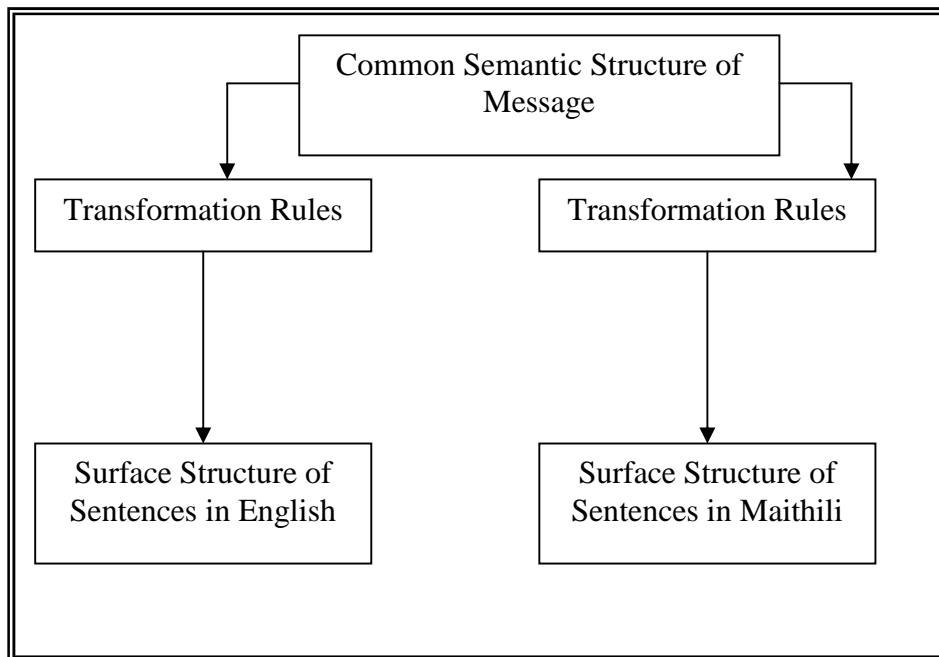 Common Semantic Structure of
Message
Transformation Rules
Transformation Rules
Surface Structure of
Sentences in English
Surface Structure of
Sentences in Maithili